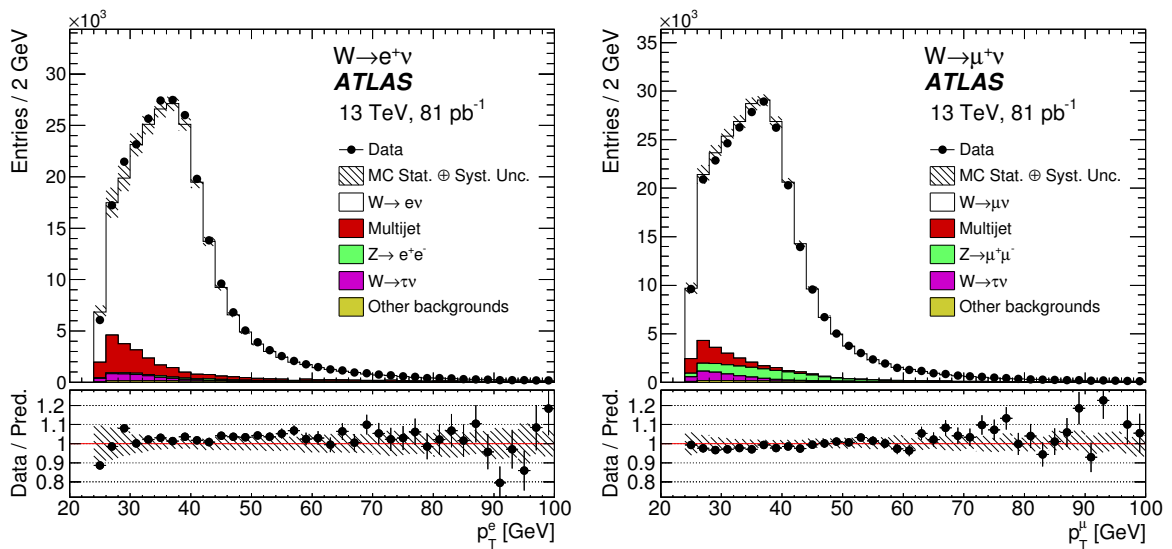 ×10³
Entries / 2 GeV
30
25
20
15
10
5
0
W→e⁺ν
ATLAS
13 TeV, 81 pb⁻¹
Data
MC Stat. ⊕ Syst. Unc.
W→ eν
Multijet
Z→ e⁺e⁻
W→τν
Other backgrounds
Data / Pred.
1.2
1.1
1
0.9
0.8
20 30 40 50 60 70 80 90 100
p_T^e [GeV]
×10³
Entries / 2 GeV
35
30
25
20
15
10
5
0
W→μ⁺ν
ATLAS
13 TeV, 81 pb⁻¹
Data
MC Stat. ⊕ Syst. Unc.
W→μν
Multijet
Z→μ⁺μ⁻
W→τν
Other backgrounds
Data / Pred.
1.2
1.1
1
0.9
0.8
20 30 40 50 60 70 80 90 100
p_T^μ [GeV]